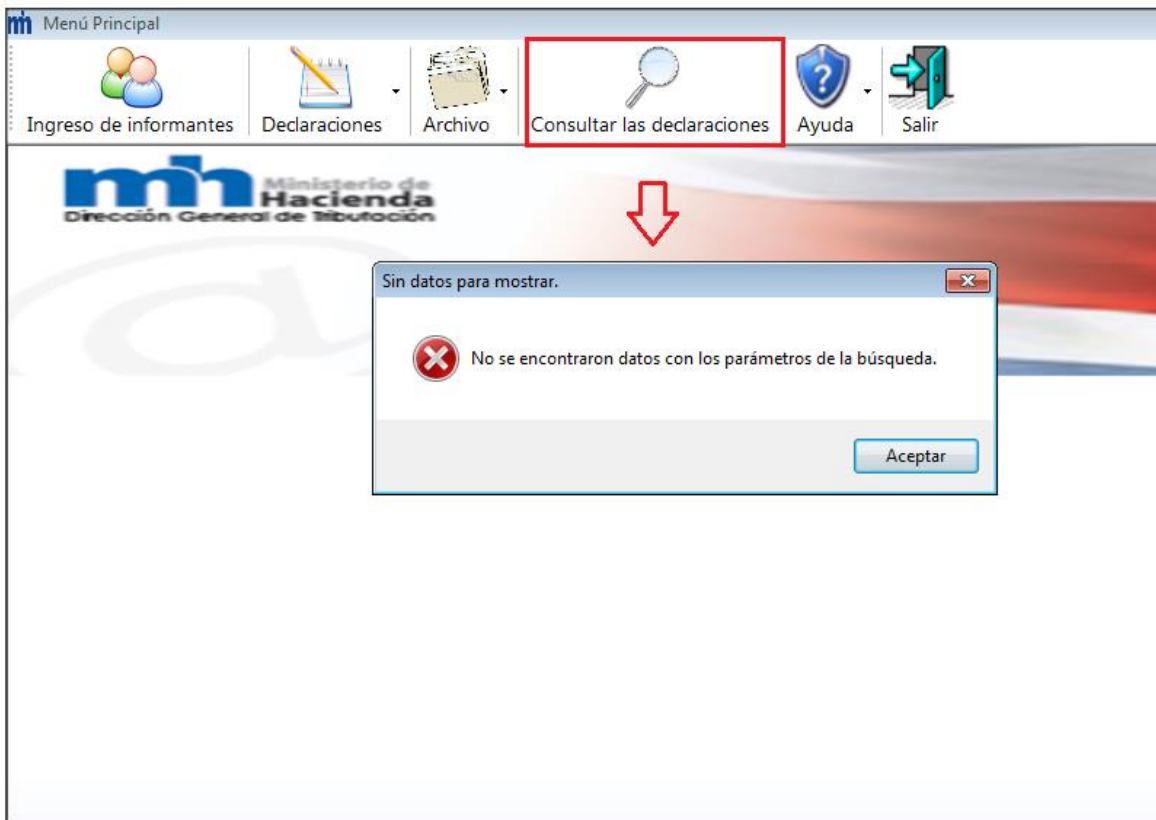 Menú Principal
Ingreso de informantes Declaraciones Archivo Consultar las declaraciones Ayuda Salir
mh Ministerio de
Hacienda
Dirección General de Tributación
Sin datos para mostrar.
No se encontraron datos con los parámetros de la búsqueda.
Aceptar